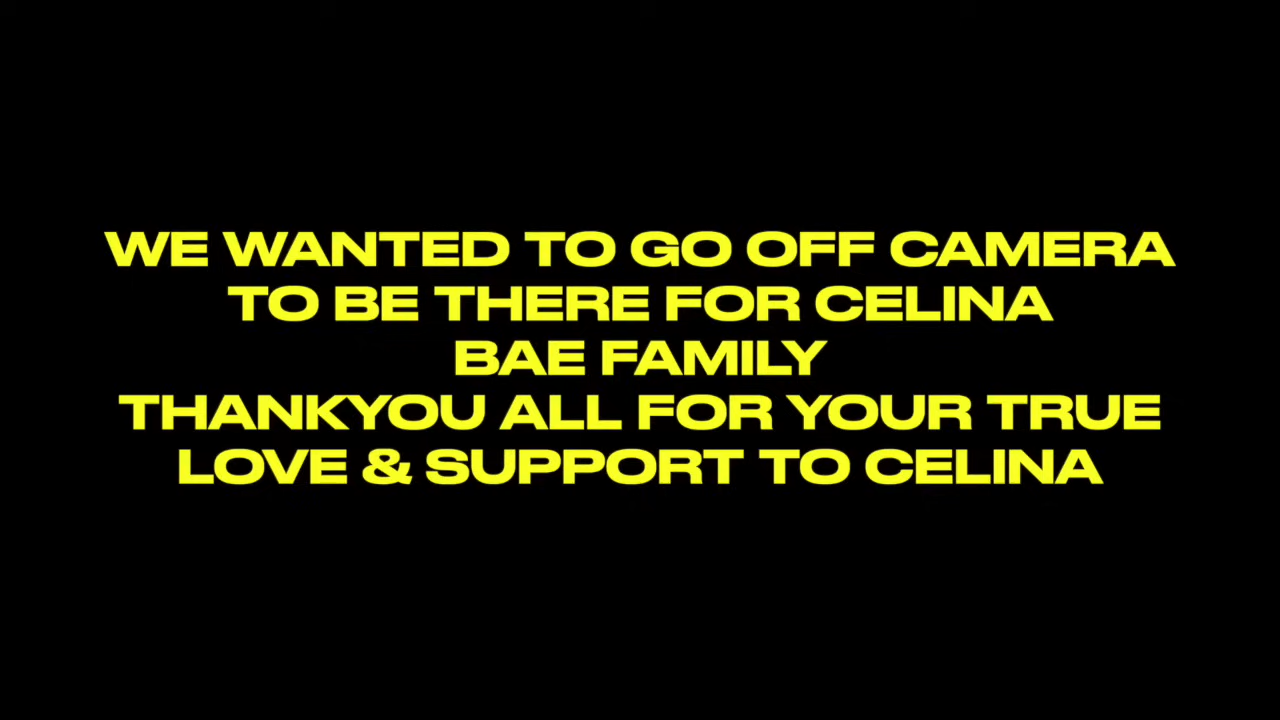 WE WANTED TO GO OFF CAMERA
TO BE THERE FOR CELINA
BAE FAMILY
THANKYOU ALL FOR YOUR TRUE
LOVE & SUPPORT TO CELINA